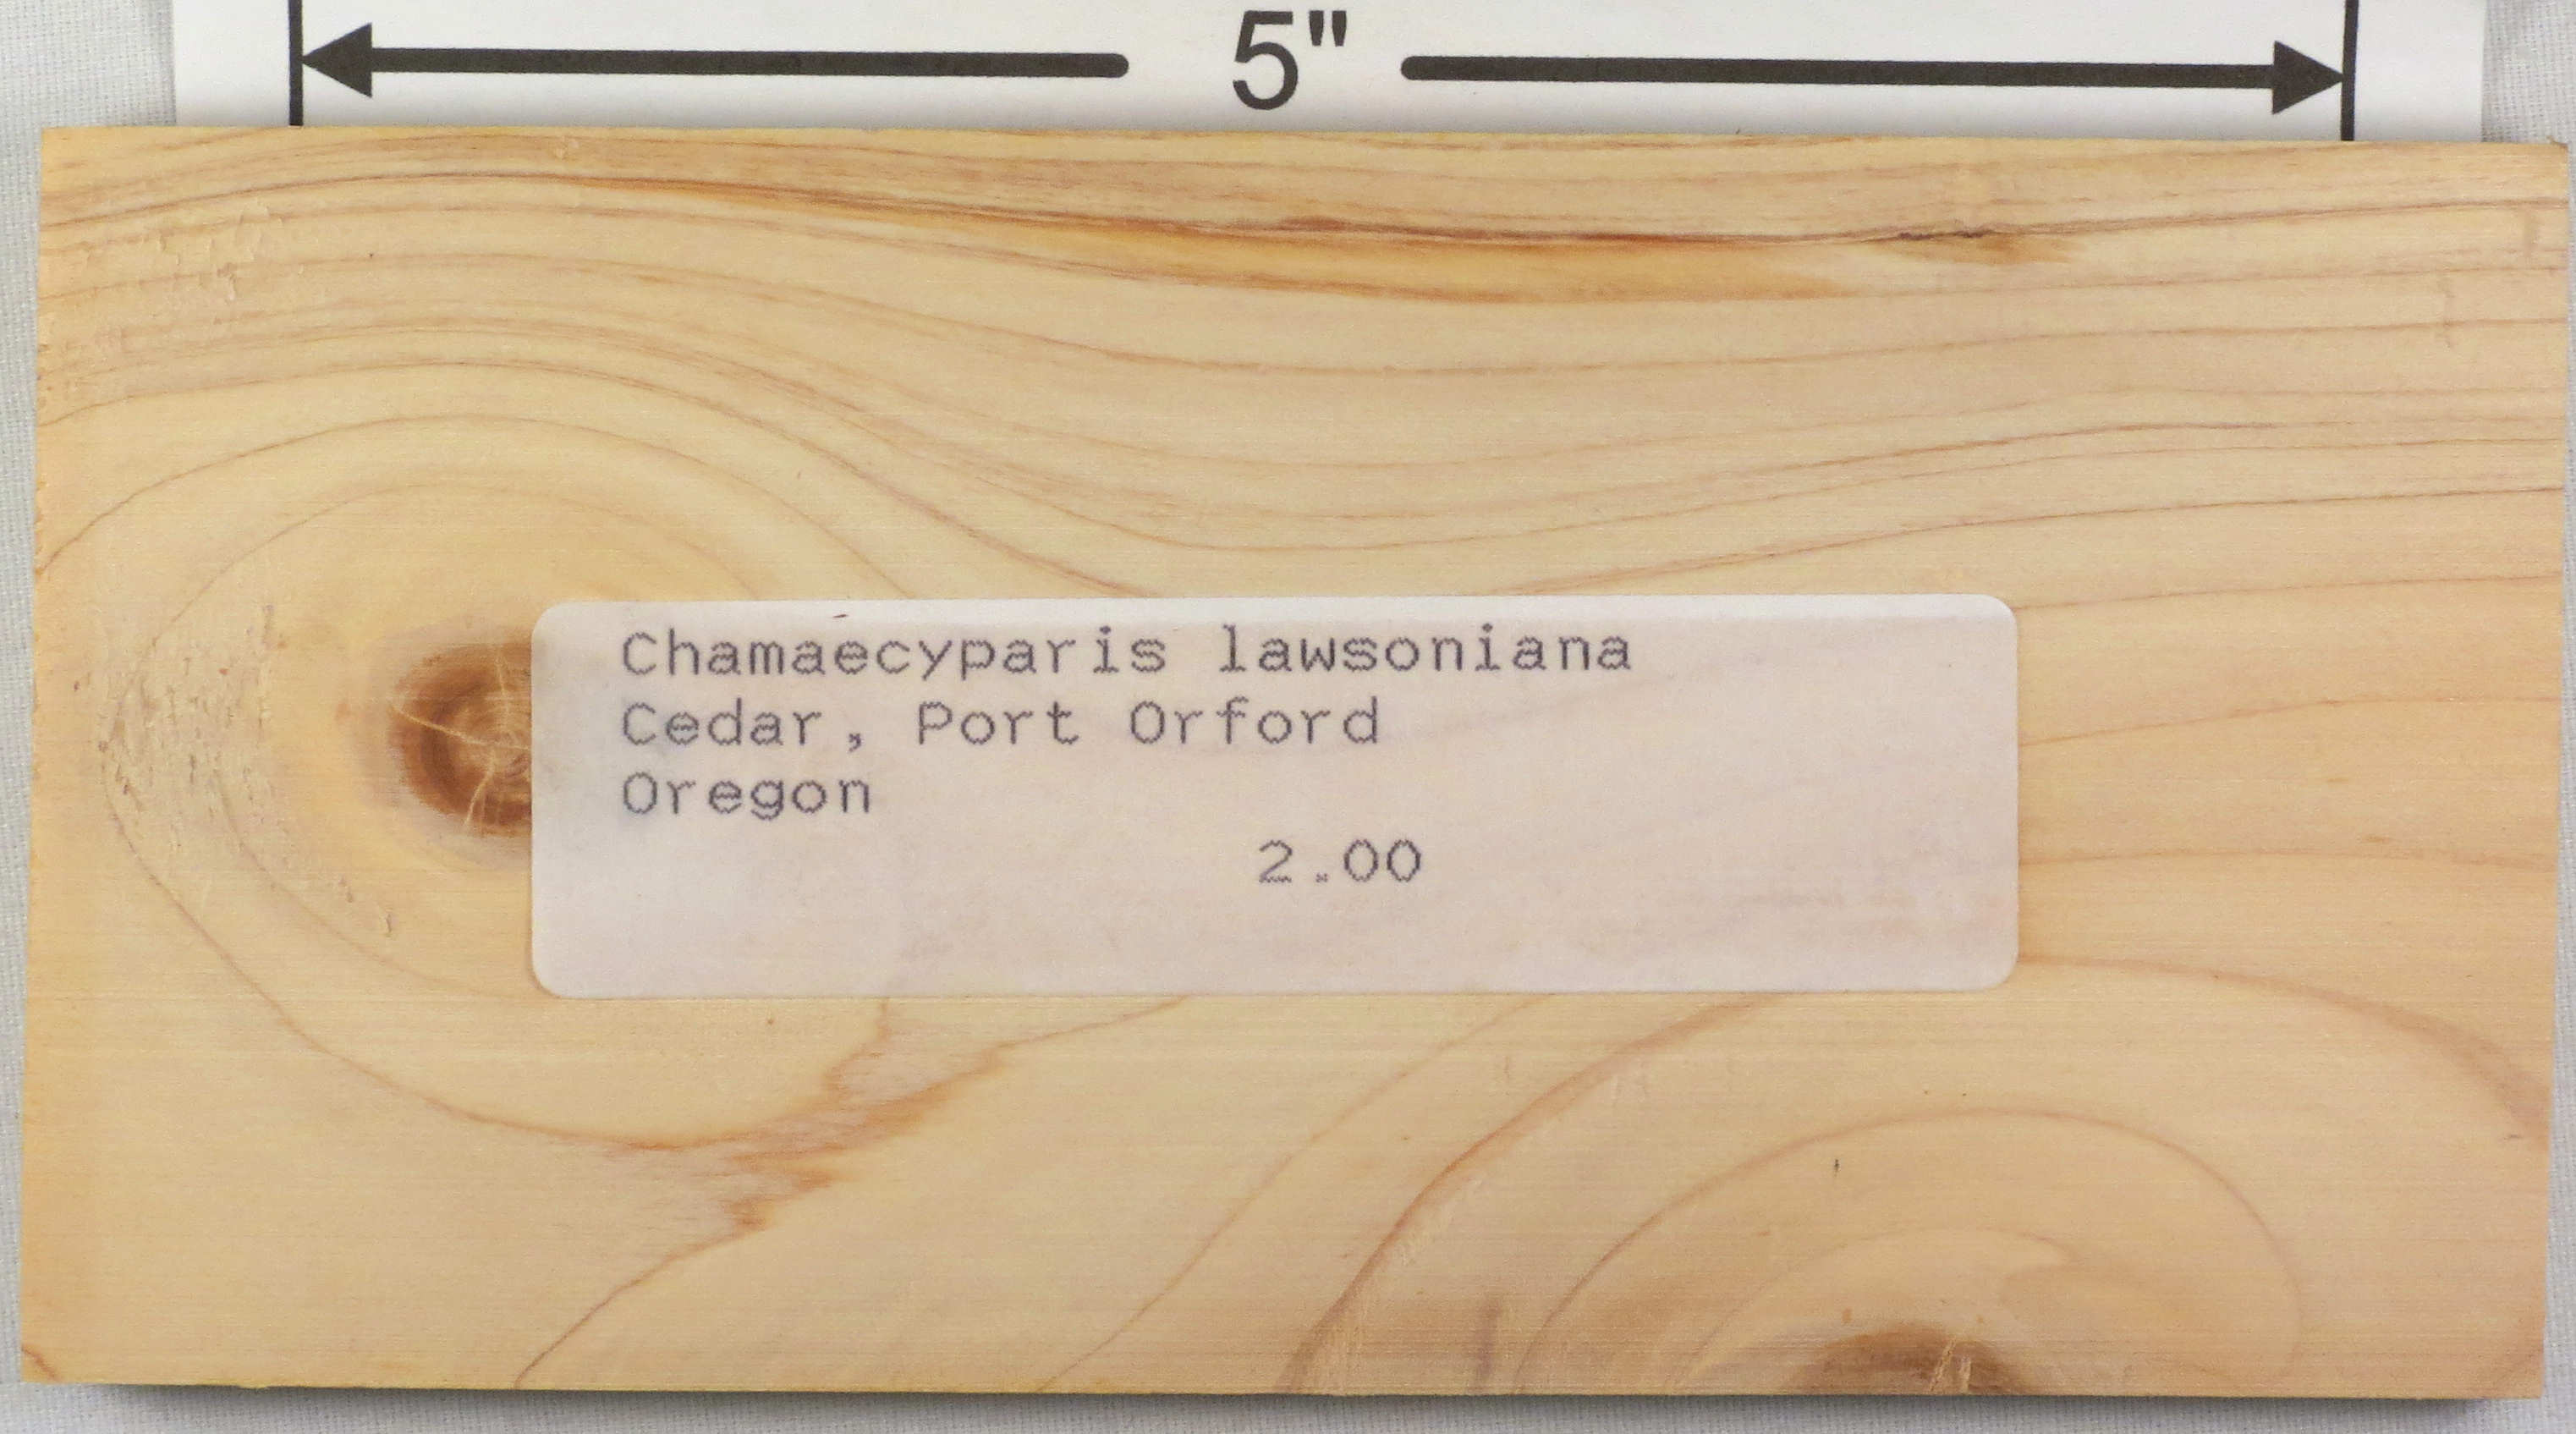 5"
Chamaecyparis lawsoniana
Cedar, Port Orford
Oregon
2.00